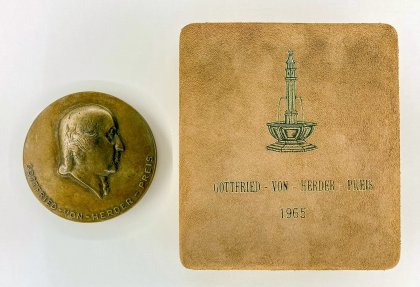 GOTTFRIED-VON-HERDER-PREIS
GOTTFRIED - VON - HERDER - PREIS
1965